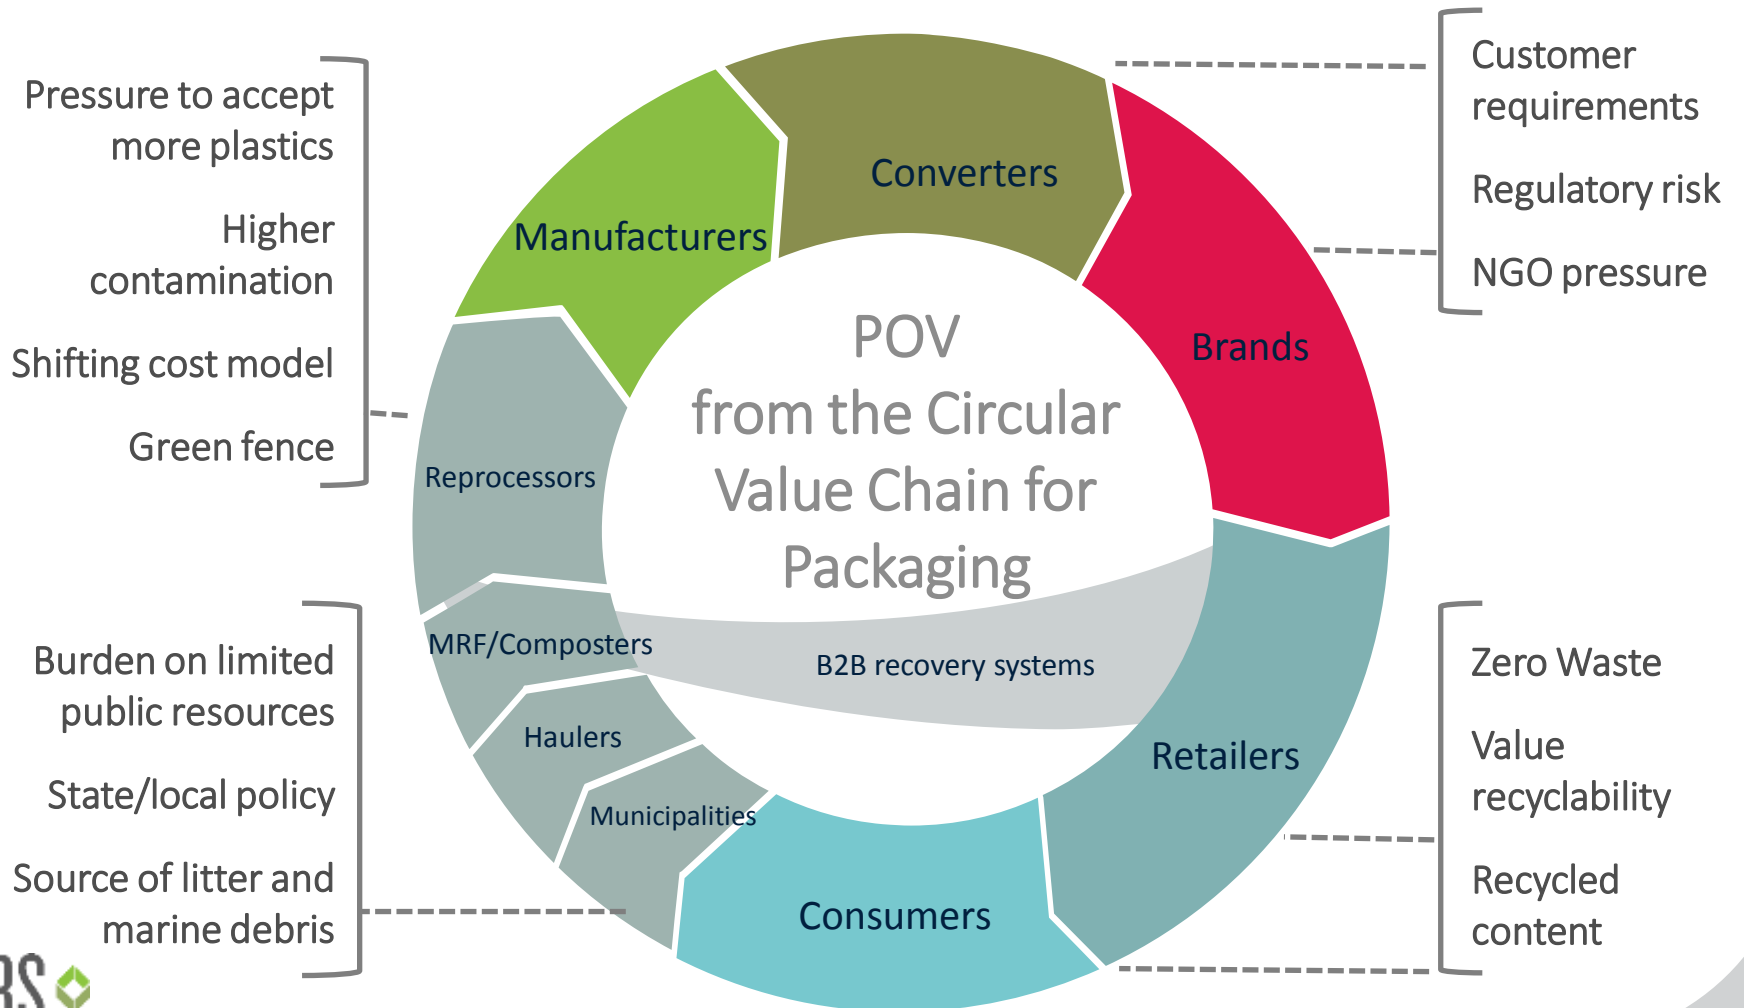 Pressure to accept
more plastics
Higher
contamination
Shifting cost model
Green fence
Burden on limited
public resources
State/local policy
Source of litter and
marine debris
Converters
Manufacturers
Brands
Reprocessors
MRF/Composters
Haulers
Municipalities
Consumers
Retailers
POV
from the Circular
Value Chain for
Packaging
B2B recovery systems
Customer
requirements
Regulatory risk
NGO pressure
Zero Waste
Value
recyclability
Recycled
content